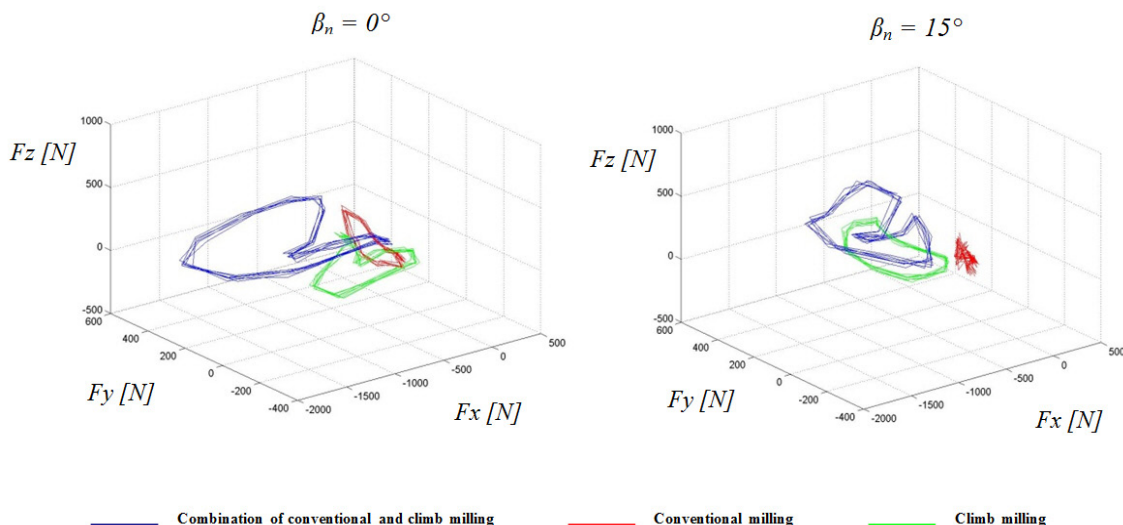 βn = 0°
βn = 15°
1000
500
0
-500
Fz [N]
600
400
200
0
-200
-400
Fy [N]
-2000
-1500
-1000
-500
0
500
Fx [N]
1000
500
0
-500
Fz [N]
600
400
200
0
-200
-400
Fy [N]
-2000
-1500
-1000
-500
0
500
Fx [N]
Combination of conventional and climb milling
Conventional milling
Climb milling